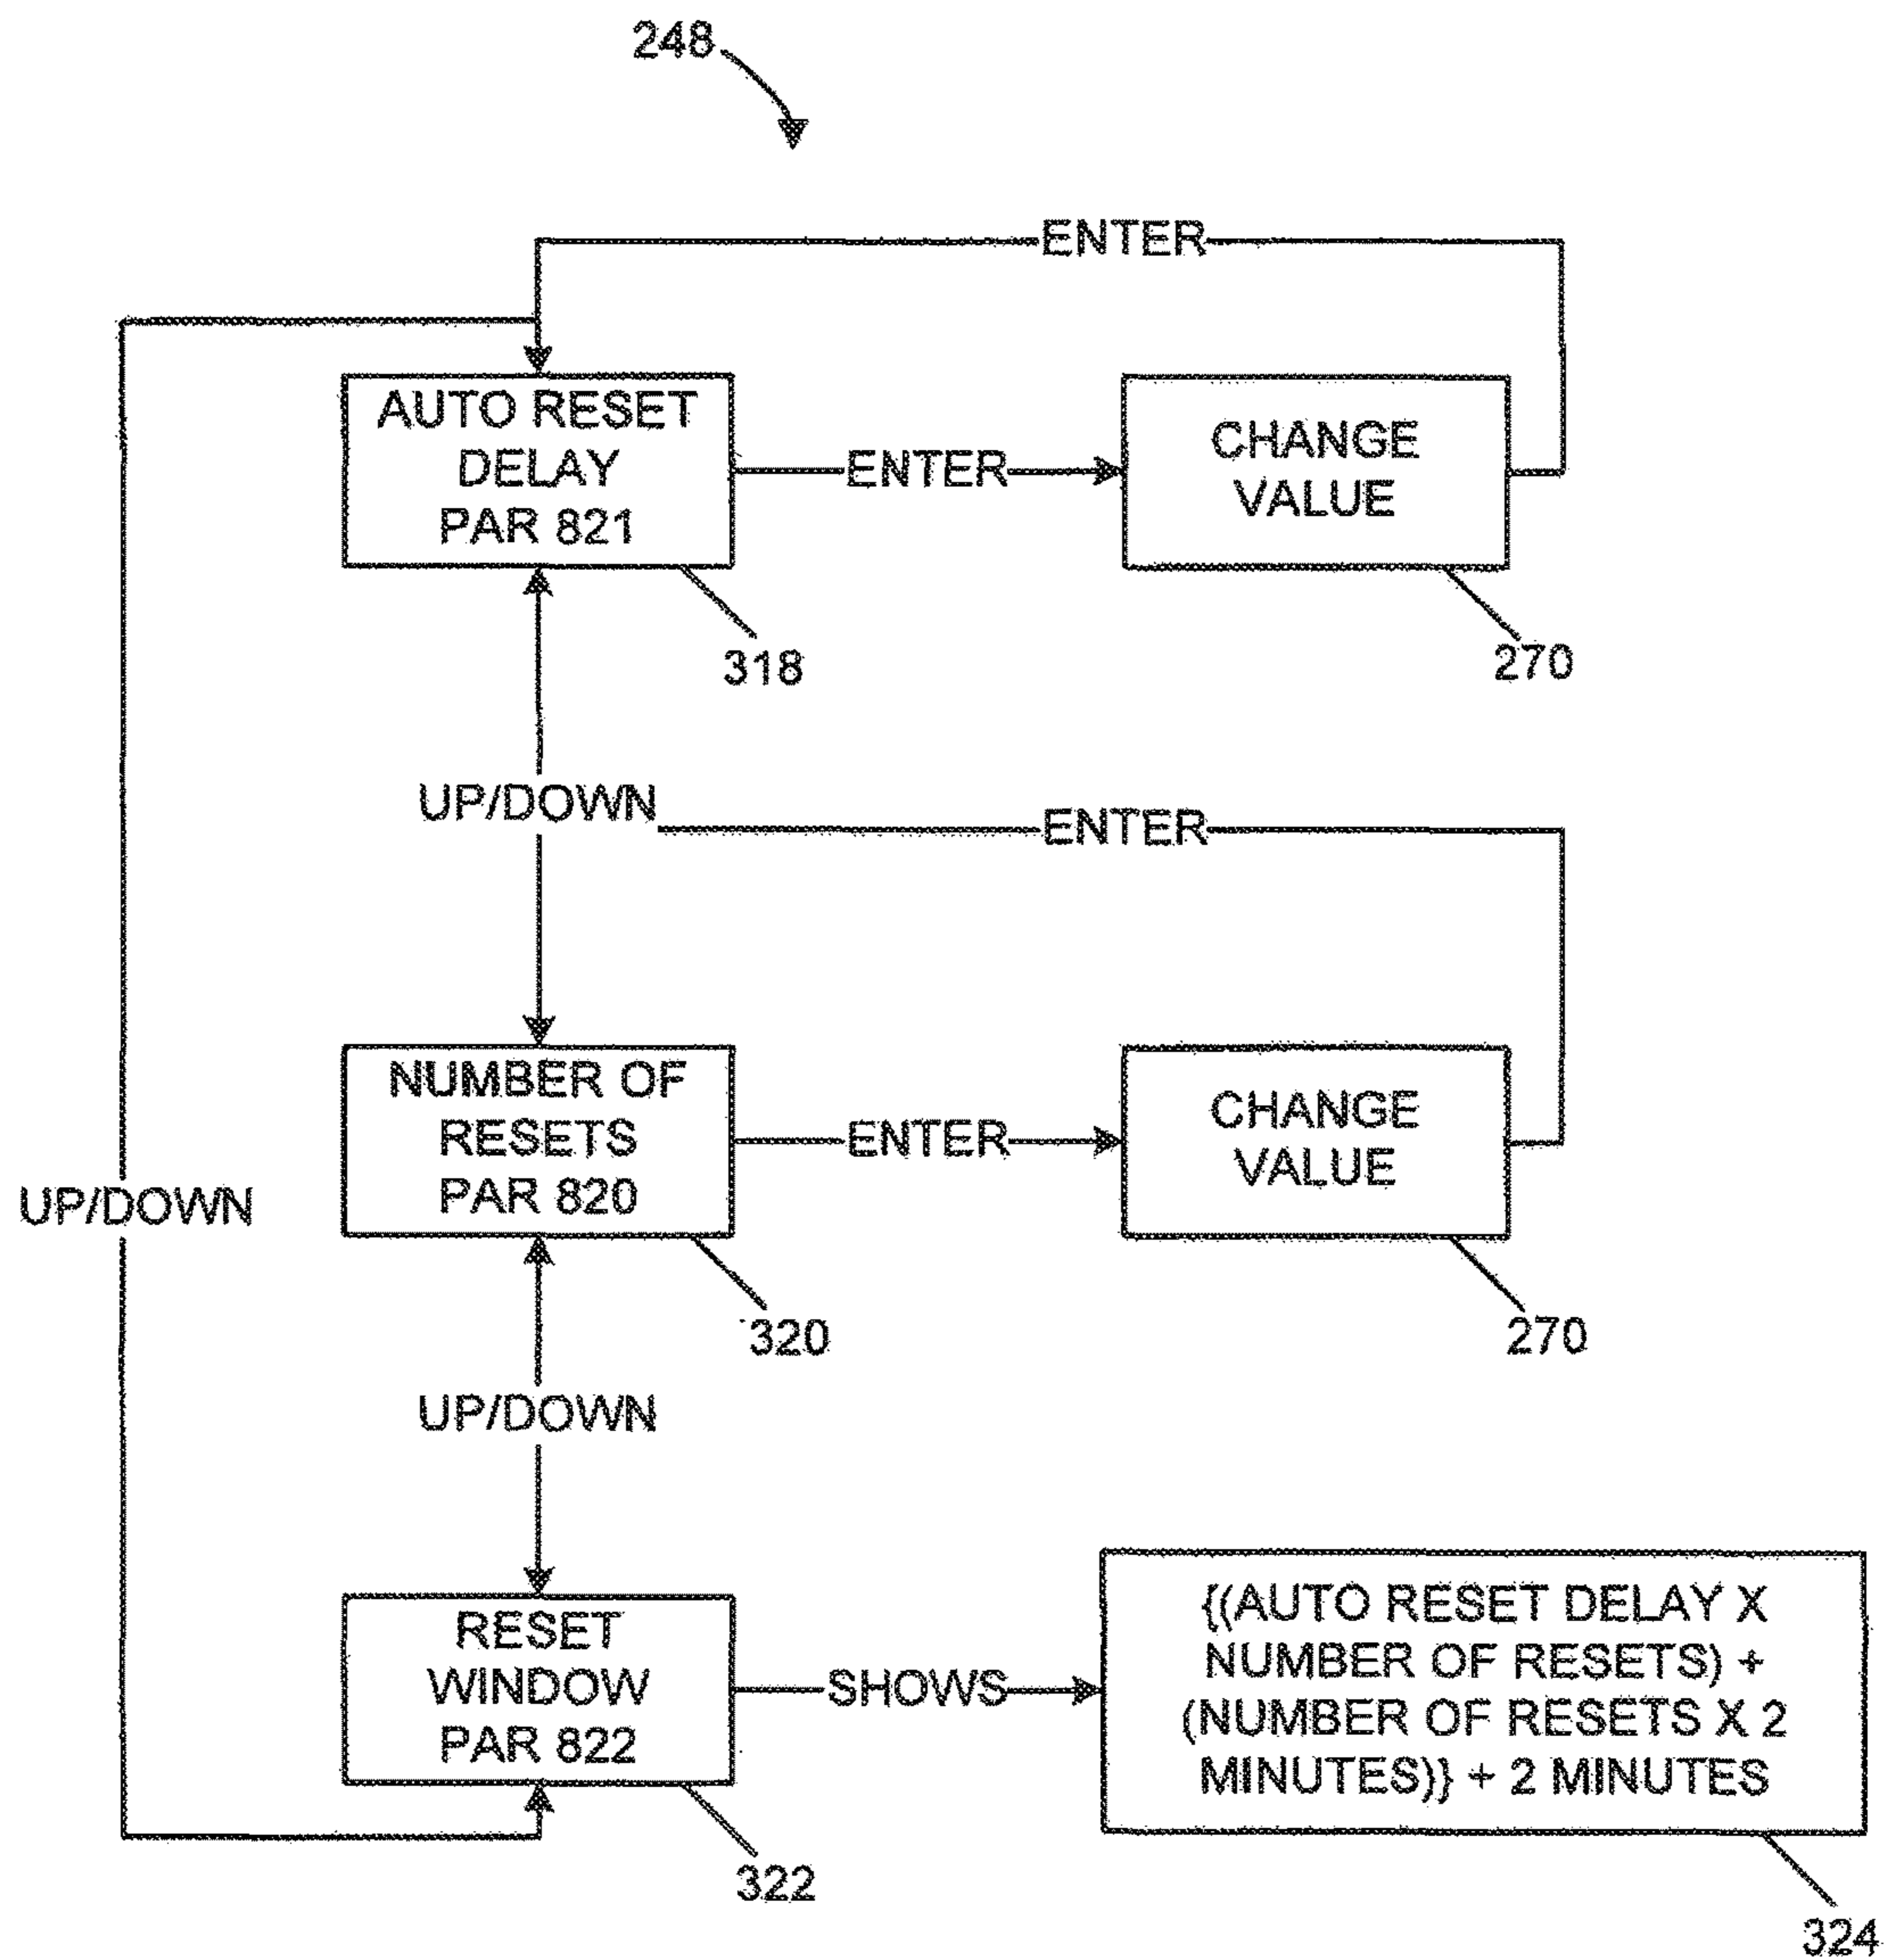 248
ENTER
AUTO RESET
DELAY
PAR 821
ENTER
CHANGE
VALUE
318
270
UP/DOWN
ENTER
NUMBER OF
RESETS
PAR 820
ENTER
CHANGE
VALUE
UP/DOWN
320
270
UP/DOWN
RESET
WINDOW
PAR 822
SHOWS
{(AUTO RESET DELAY X
NUMBER OF RESETS) +
(NUMBER OF RESETS X 2
MINUTES)} + 2 MINUTES
322
324